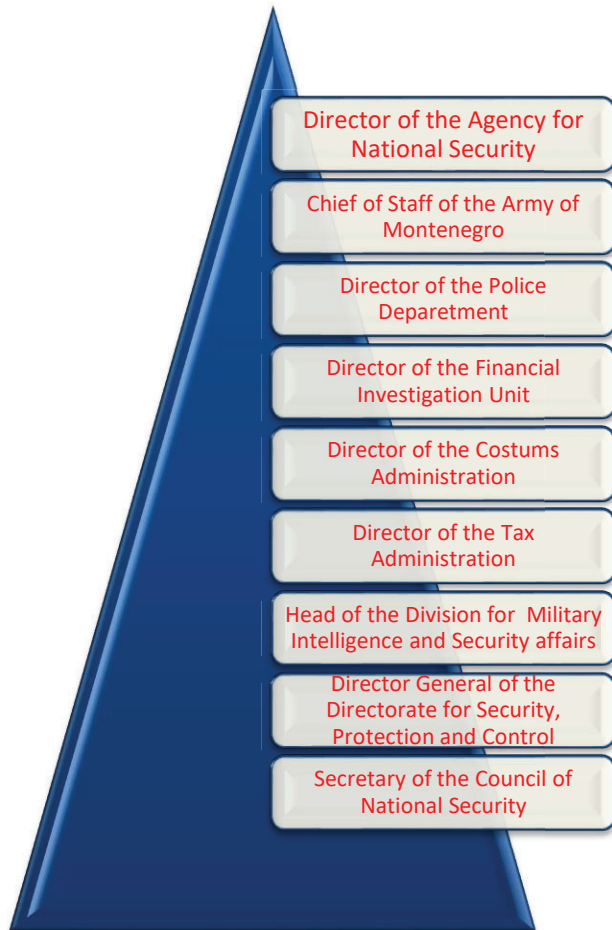 Director of the Agency for
National Security
Chief of Staff of the Army of
Montenegro
Director of the Police
Deparetment
Director of the Financial
Investigation Unit
Director of the Costums
Administration
Director of the Tax
Administration
Head of the Division for Military
Intelligence and Security affairs
Director General of the
Directorate for Security,
Protection and Control
Secretary of the Council of
National Security